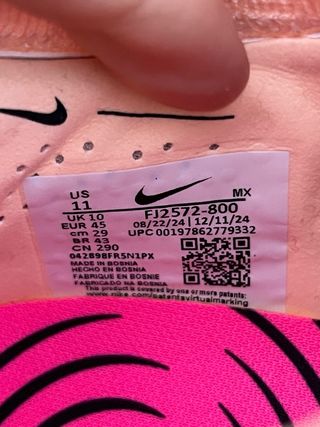 US MX
11 FJ2572-800
UK 10 08/22/24 | 12/11/24
EUR 45 UPC 00197862779332
cm 29
BR 43
CN 290
042898FR5N1PX
MADE IN BOSNIA
HECHO EN BOSNIA
FABRIQUE EN BOSNIE
FABRICADO NA BOSNIA
This product is covered by one or more patents:
www.nike.com/patentsvirtualmarking